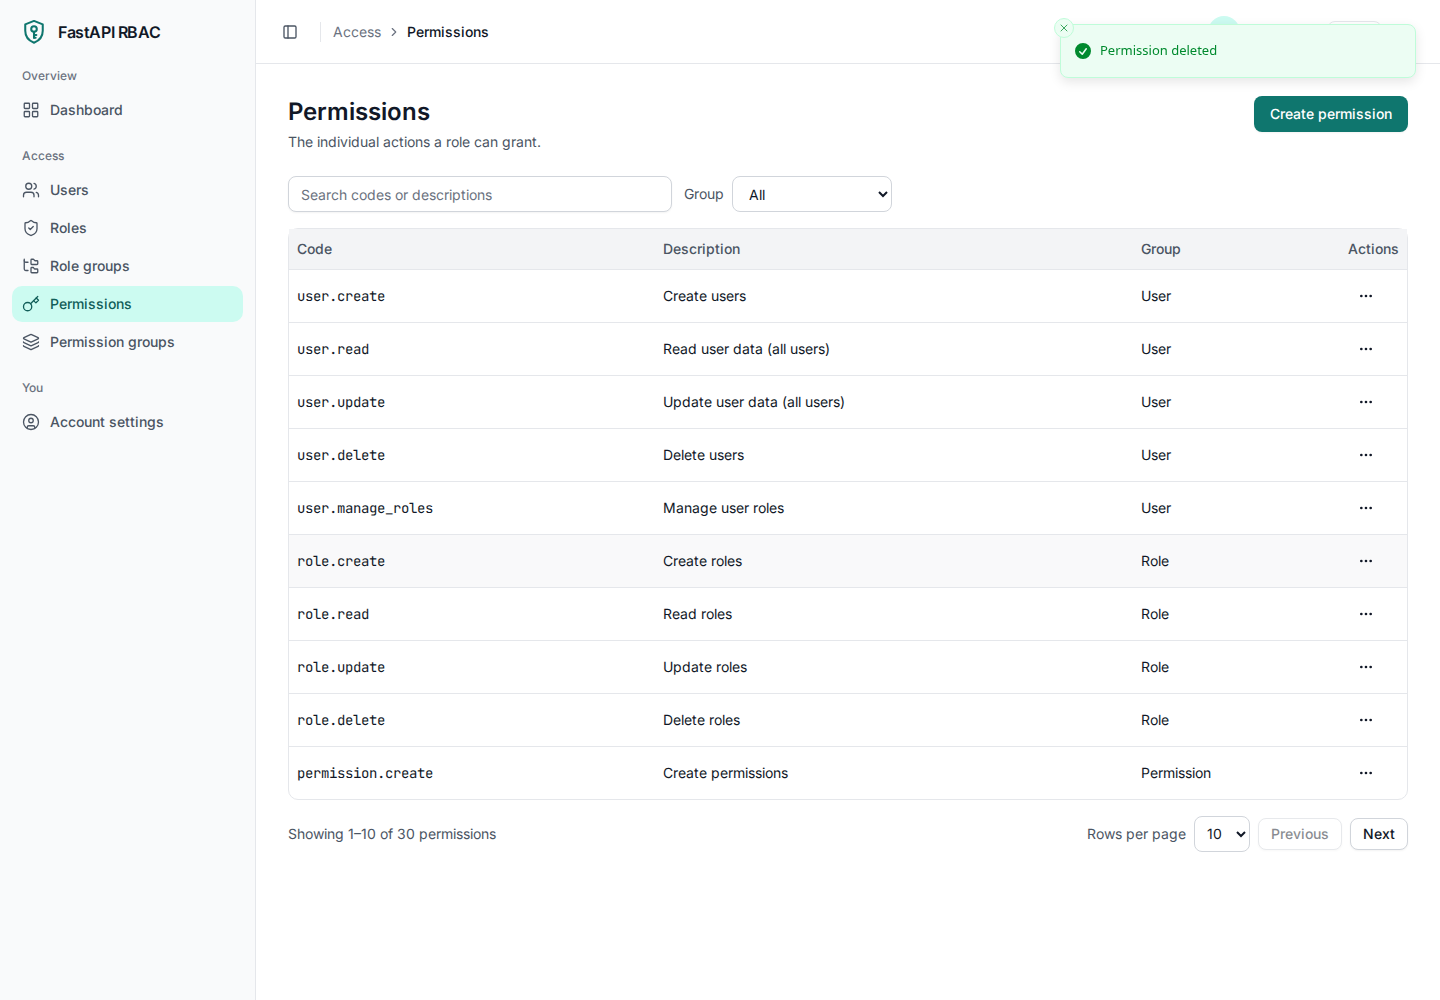 FastAPI RBAC
Overview
Dashboard
Access
Users
Roles
Role groups
Permissions
Permission groups
You
Account settings
Access > Permissions
Permission deleted
Permissions
The individual actions a role can grant.
Create permission
Search codes or descriptions
Group
All
Code Description Group Actions
user.create Create users User
user.read Read user data (all users) User
user.update Update user data (all users) User
user.delete Delete users User
user.manage_roles Manage user roles User
role.create Create roles Role
role.read Read roles Role
role.update Update roles Role
role.delete Delete roles Role
permission.create Create permissions Permission
Showing 1–10 of 30 permissions
Rows per page 10 Previous Next